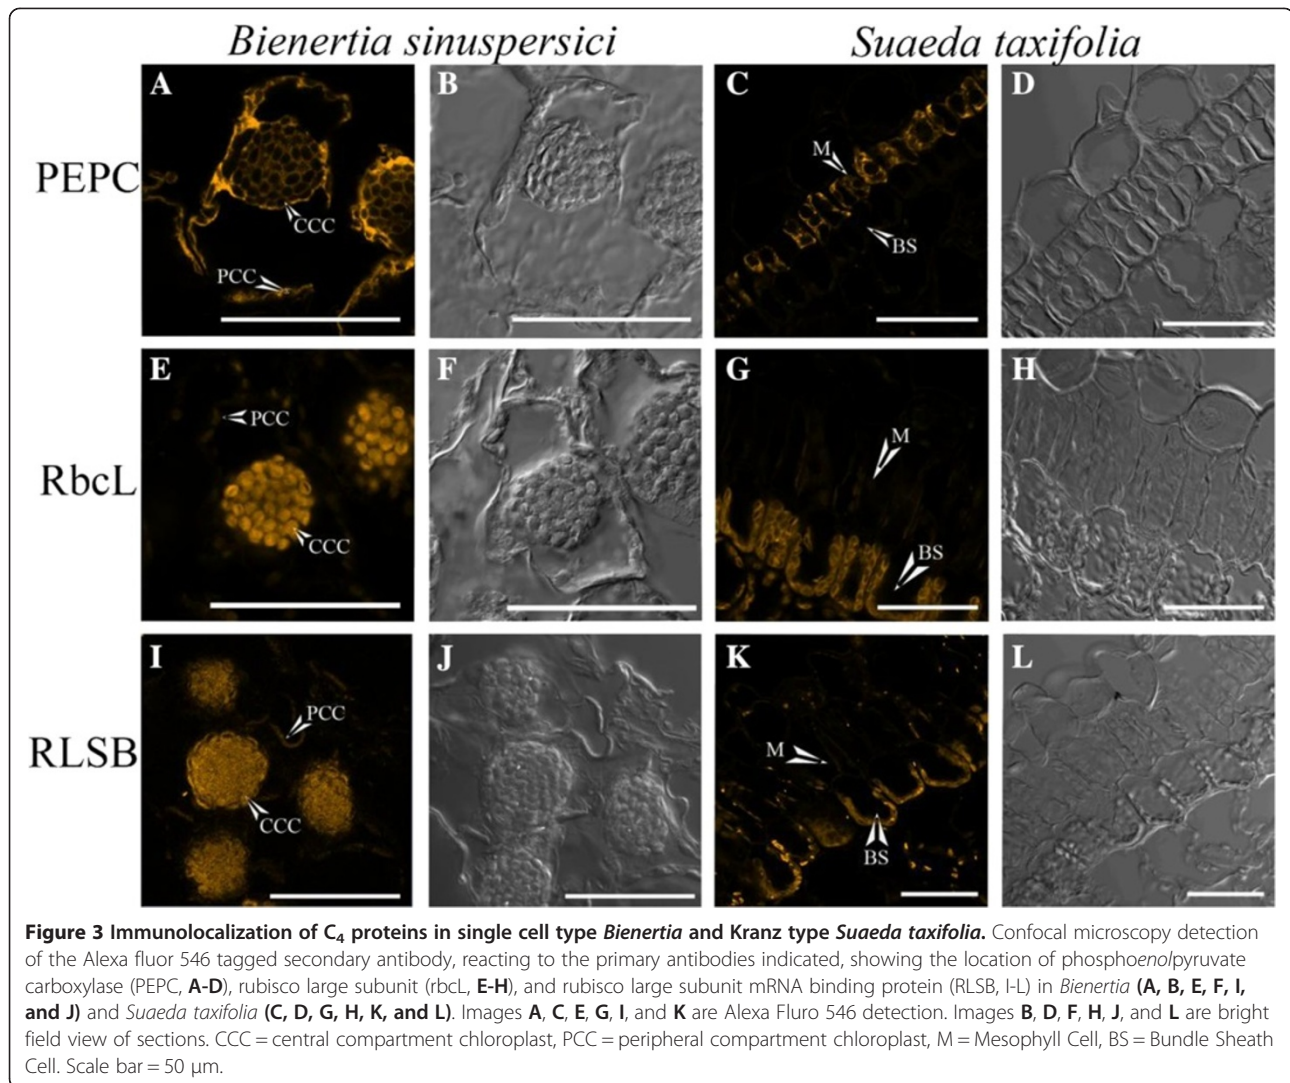 Bienertia sinuspersici Suaeda taxifolia
A B C D
PEPC
M
CCC
BS
PCC
E F G H
PCC
M
RbcL
CCC
BS
I J K L
PCC
RLSB
M
CCC
BS
Figure 3 Immunolocalization of C₄ proteins in single cell type Bienertia and Kranz type Suaeda taxifolia. Confocal microscopy detection
of the Alexa fluor 546 tagged secondary antibody, reacting to the primary antibodies indicated, showing the location of phosphoenolpyruvate
carboxylase (PEPC, A-D), rubisco large subunit (rbcL, E-H), and rubisco large subunit mRNA binding protein (RLSB, I-L) in Bienertia (A, B, E, F, I,
and J) and Suaeda taxifolia (C, D, G, H, K, and L). Images A, C, E, G, I, and K are Alexa Fluro 546 detection. Images B, D, F, H, J, and L are bright
field view of sections. CCC = central compartment chloroplast, PCC = peripheral compartment chloroplast, M = Mesophyll Cell, BS = Bundle Sheath
Cell. Scale bar = 50 μm.